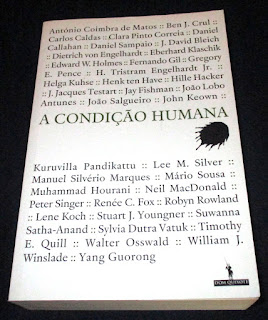 António Coimbra de Matos :: Ben J. Crul ::
Carlos Caldas :: Clara Pinto Correia :: Daniel
Callahan :: Daniel Sampaio :: J. David Bleich
:: Dietrich von Engelhardt :: Eberhard Klaschik
:: Edward W. Holmes :: Fernando Gil :: Gregory
E. Pence :: H. Tristram Engelhardt Jr. ::
Helga Kuhse :: Henk ten Have :: Hille Hacker
:: J. Jacques Testart :: Jay Fishman :: João Lobo
Antunes :: João Salgueiro :: John Keown ::
A CONDIÇÃO HUMANA
Kuruvilla Pandikattu :: Lee M. Silver ::
Manuel Silvério Marques :: Mário Sousa ::
Muhammad Hourani :: Neil MacDonald ::
Peter Singer :: Renée C. Fox :: Robyn Rowland
:: Lene Koch :: Stuart J. Youngner :: Suwanna
Satha-Anand :: Sylvia Dutra Vatuk :: Timothy
E. Quill :: Walter Osswald :: William J.
Winslade :: Yang Guorong
DOM QUIXOTE